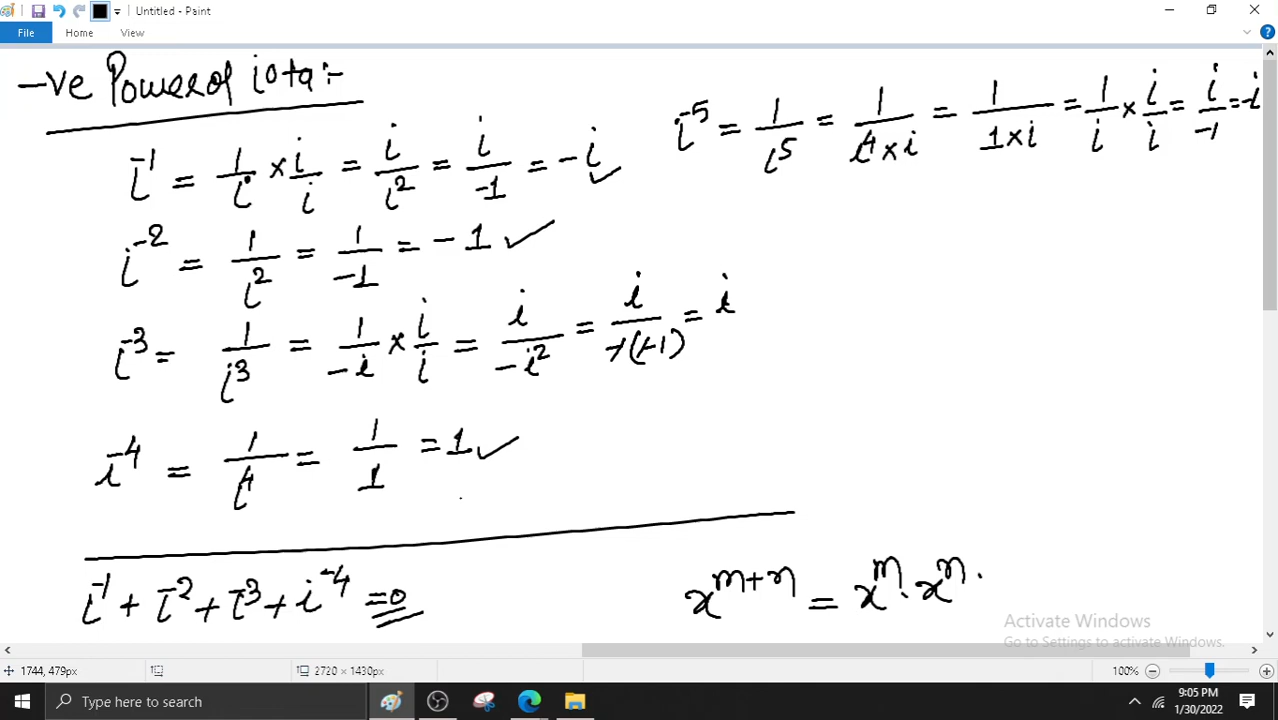 Untitled - Paint
File Home View
-ve Power of iota :-
i⁻¹ = 1/i × i/i = i/i² = i/-1 = -i ✓
i⁻⁵ = 1/i⁵ = 1/(i⁴×i) = 1/(1×i) = 1/i × i/i = i/-1 = -i
i⁻² = 1/i² = 1/-1 = -1 ✓
i⁻³ = 1/i³ = 1/-i × i/i = i/-i² = i/-(-1) = i
i⁻⁴ = 1/i⁴ = 1/1 = 1 ✓
i⁻¹ + i⁻² + i⁻³ + i⁻⁴ = 0
x^(m+n) = x^m · x^n .
Activate Windows
Go to Settings to activate Windows.
1744, 479px 2720 × 1430px 100%
Type here to search
9:05 PM
1/30/2022